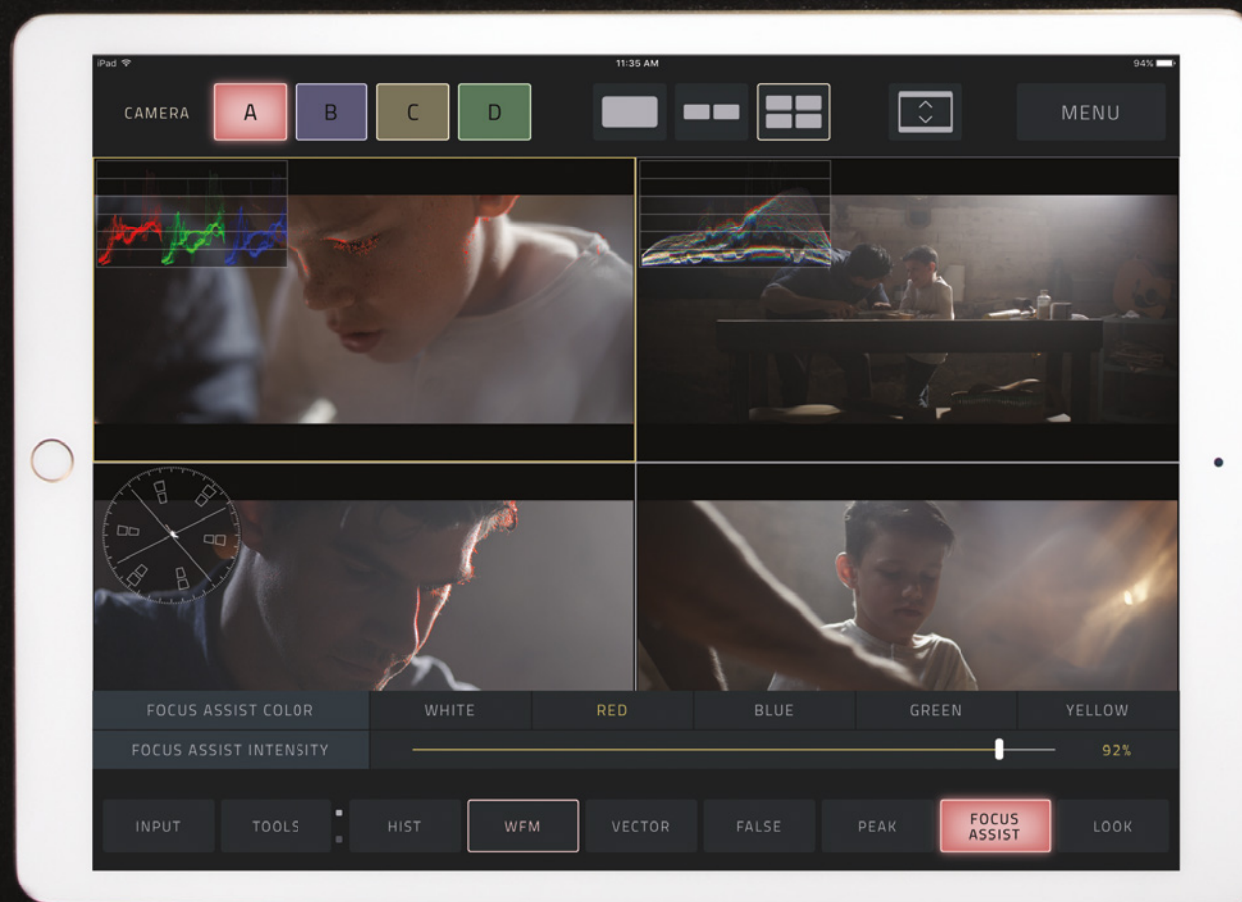 iPad 11:35 AM 94%
CAMERA A B C D MENU
FOCUS ASSIST COLOR WHITE RED BLUE GREEN YELLOW
FOCUS ASSIST INTENSITY 92%
INPUT TOOLS HIST WFM VECTOR FALSE PEAK FOCUS ASSIST LOOK